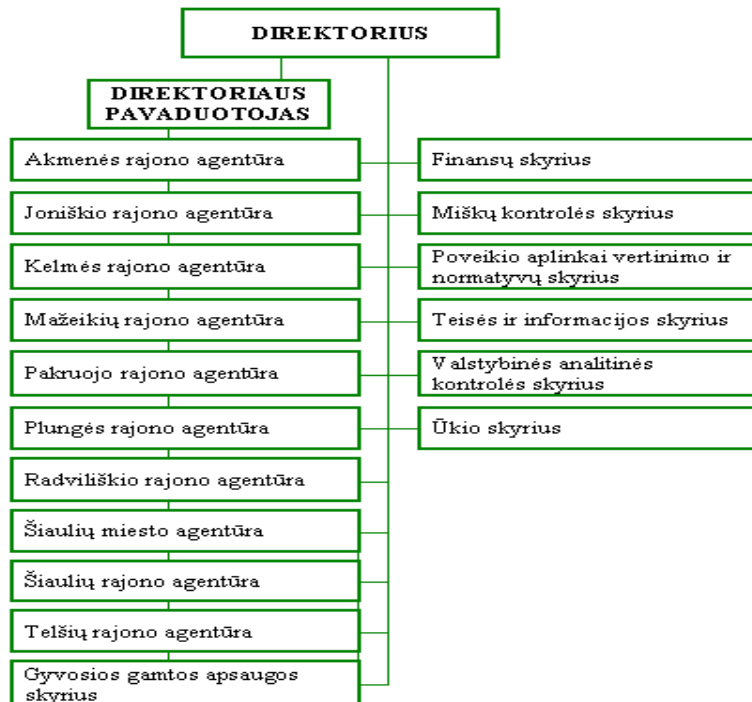 DIREKTORIUS
DIREKTORIAUS
PAVADUOTOJAS
Akmenės rajono agentūra
Joniškio rajono agentūra
Kelmės rajono agentūra
Mažeikių rajono agentūra
Pakruojo rajono agentūra
Plungės rajono agentūra
Radviliškio rajono agentūra
Šiaulių miesto agentūra
Šiaulių rajono agentūra
Telšių rajono agentūra
Gyvosios gamtos apsaugos
skyrius
Finansų skyrius
Miškų kontrolės skyrius
Poveikio aplinkai vertinimo ir
normatyvų skyrius
Teisės ir informacijos skyrius
Valstybinės analitinės
kontrolės skyrius
Ūkio skyrius